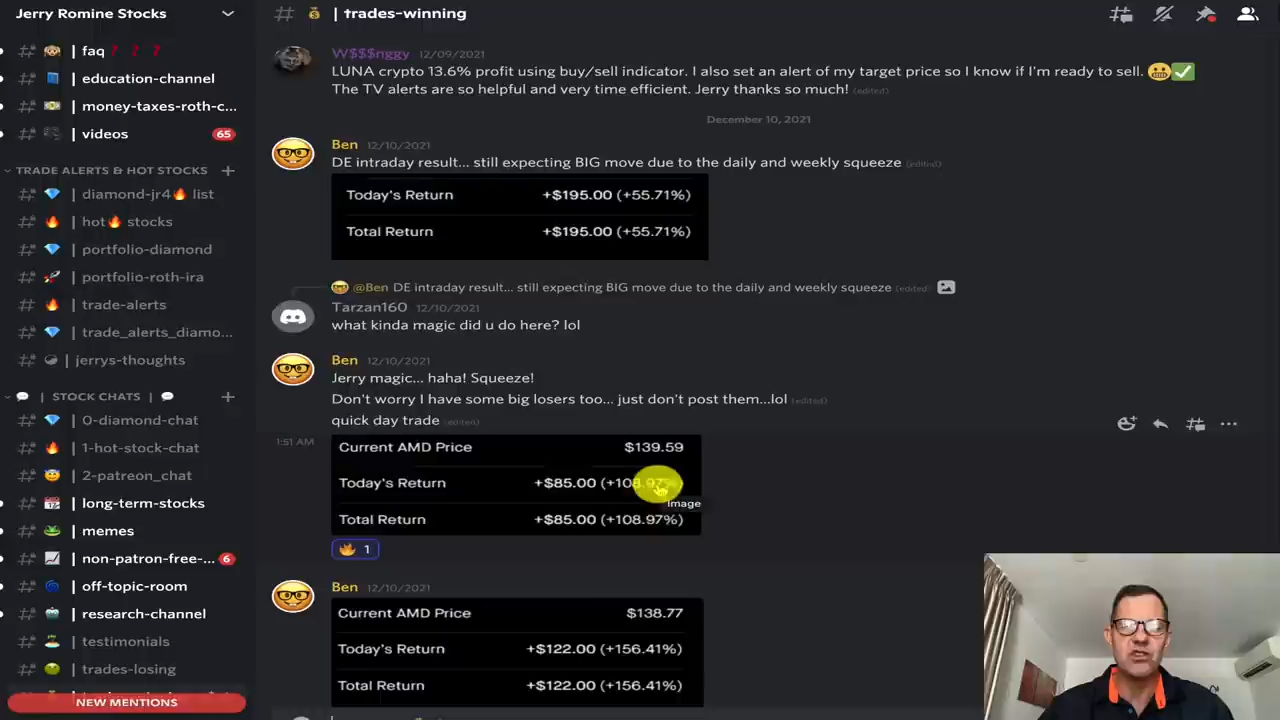 Jerry Romine Stocks
| faq❓❓❓
| education-channel
| money-taxes-roth-c...
| videos
65
TRADE ALERTS & HOT STOCKS
| diamond-jr4🔥 list
| hot🔥 stocks
| portfolio-diamond
| portfolio-roth-ira
| trade-alerts
| trade_alerts_diamo...
| jerrys-thoughts
| STOCK CHATS |
| 0-diamond-chat
| 1-hot-stock-chat
| 2-patreon_chat
| long-term-stocks
| memes
| non-patron-free-...
6
| off-topic-room
| research-channel
| testimonials
| trades-losing
NEW MENTIONS
| trades-winning
W$$$nggy 12/09/2021
LUNA crypto 13.6% profit using buy/sell indicator. I also set an alert of my target price so I know if I'm ready to sell. 😬✅
The TV alerts are so helpful and very time efficient. Jerry thanks so much! (edited)
December 10, 2021
Ben 12/10/2021
DE intraday result... still expecting BIG move due to the daily and weekly squeeze (edited)
Today's Return +$195.00 (+55.71%)
Total Return +$195.00 (+55.71%)
@Ben DE intraday result... still expecting BIG move due to the daily and weekly squeeze (edited)
Tarzan160 12/10/2021
what kinda magic did u do here? lol
Ben 12/10/2021
Jerry magic... haha! Squeeze!
Don't worry I have some big losers too... just don't post them...lol (edited)
quick day trade (edited)
1:51 AM
Current AMD Price $139.59
Today's Return +$85.00 (+108.97%)
Image
Total Return +$85.00 (+108.97%)
🔥 1
Ben 12/10/2021
Current AMD Price $138.77
Today's Return +$122.00 (+156.41%)
Total Return +$122.00 (+156.41%)